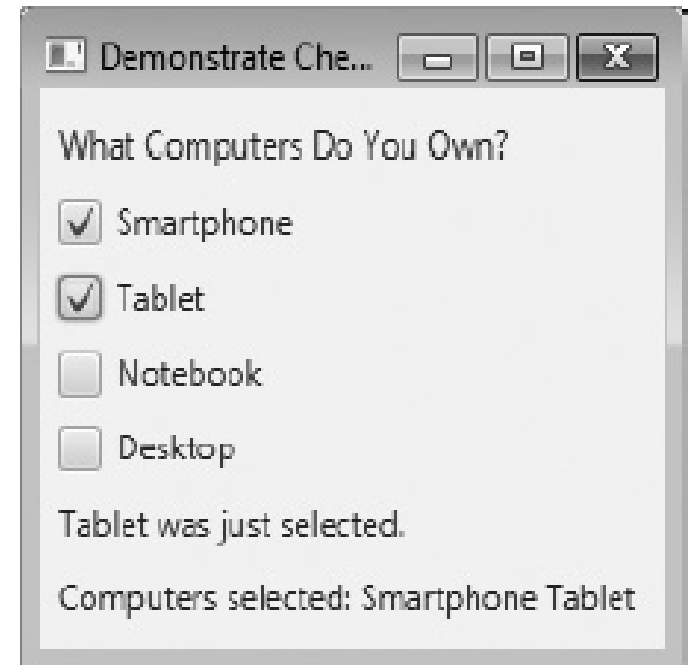 Demonstrate Che...
What Computers Do You Own?
Smartphone
Tablet
Notebook
Desktop
Tablet was just selected.
Computers selected: Smartphone Tablet